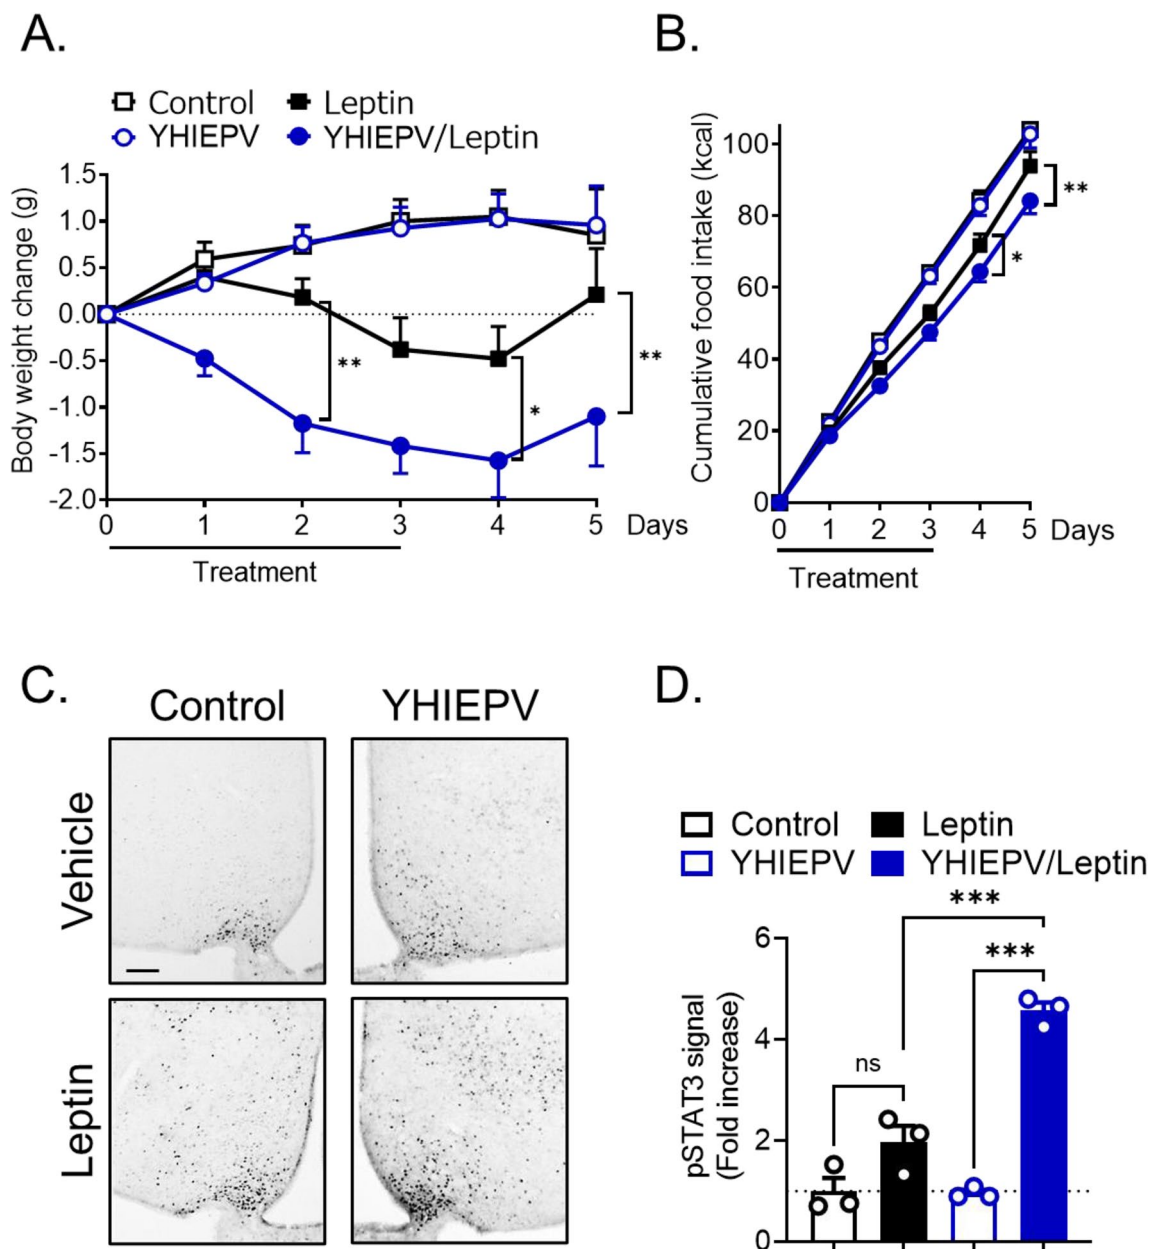 A.
Control
Leptin
YHIEPV
YHIEPV/Leptin
Body weight change (g)
1.5
1.0
0.5
0.0
-0.5
-1.0
-1.5
-2.0
**
*
**
0 1 2 3 4 5 Days
Treatment
B.
Cumulative food intake (kcal)
100
80
60
40
20
0
**
*
0 1 2 3 4 5 Days
Treatment
C.
Control YHIEPV
Vehicle
Leptin
D.
Control Leptin
YHIEPV YHIEPV/Leptin
pSTAT3 signal
(Fold increase)
6
4
2
0
***
***
ns